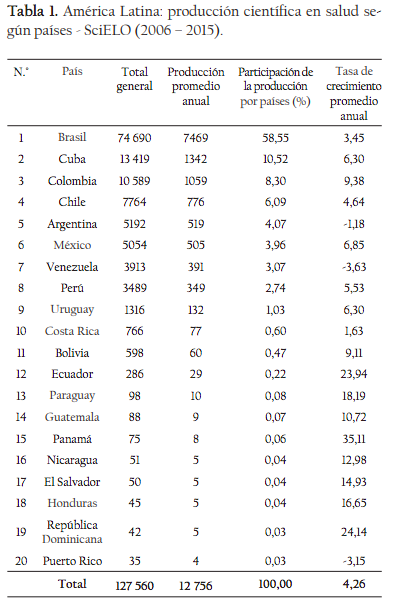 Tabla 1. América Latina: producción científica en salud se-
gún países - SciELO (2006 – 2015).
N.° País Total general Producción promedio anual Participación de la producción por países (%) Tasa de crecimiento promedio anual
1 Brasil 74 690 7469 58,55 3,45
2 Cuba 13 419 1342 10,52 6,30
3 Colombia 10 589 1059 8,30 9,38
4 Chile 7764 776 6,09 4,64
5 Argentina 5192 519 4,07 -1,18
6 México 5054 505 3,96 6,85
7 Venezuela 3913 391 3,07 -3,63
8 Perú 3489 349 2,74 5,53
9 Uruguay 1316 132 1,03 6,30
10 Costa Rica 766 77 0,60 1,63
11 Bolivia 598 60 0,47 9,11
12 Ecuador 286 29 0,22 23,94
13 Paraguay 98 10 0,08 18,19
14 Guatemala 88 9 0,07 10,72
15 Panamá 75 8 0,06 35,11
16 Nicaragua 51 5 0,04 12,98
17 El Salvador 50 5 0,04 14,93
18 Honduras 45 5 0,04 16,65
19 República Dominicana 42 5 0,03 24,14
20 Puerto Rico 35 4 0,03 -3,15
Total 127 560 12 756 100,00 4,26